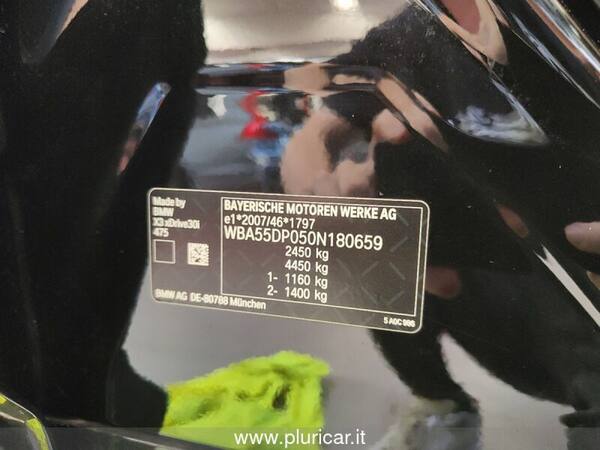 Made by
BMW
X3 xDrive30i
475
BAYERISCHE MOTOREN WERKE AG
e1*2007/46*1797
WBA55DP050N180659
2450 kg
4450 kg
1- 1160 kg
2- 1400 kg
BMW AG DE-80788 München
5 A0C 996
www.pluricar.it